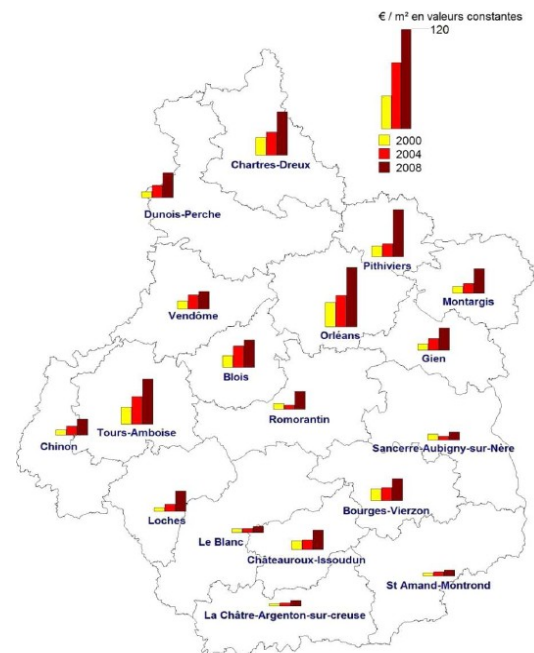 € / m² en valeurs constantes
120
2000
2004
2008
Chartres-Dreux
Dunois-Perche
Pithiviers
Montargis
Vendôme
Orléans
Gien
Blois
Romorantin
Tours-Amboise
Chinon
Sancerre-Aubigny-sur-Nère
Bourges-Vierzon
Loches
Le Blanc
Châteauroux-Issoudun
St Amand-Montrond
La Châtre-Argenton-sur-creuse